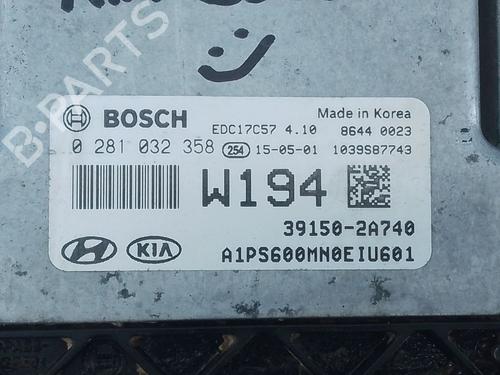 BOSCH
EDC17C57 4.10
Made in Korea
8644 0023
0 281 032 358
254
15-05-01
1039S87743
W194
39150-2A740
HYUNDAI
KIA
A1PS600MN0EIU601
B-PARTS